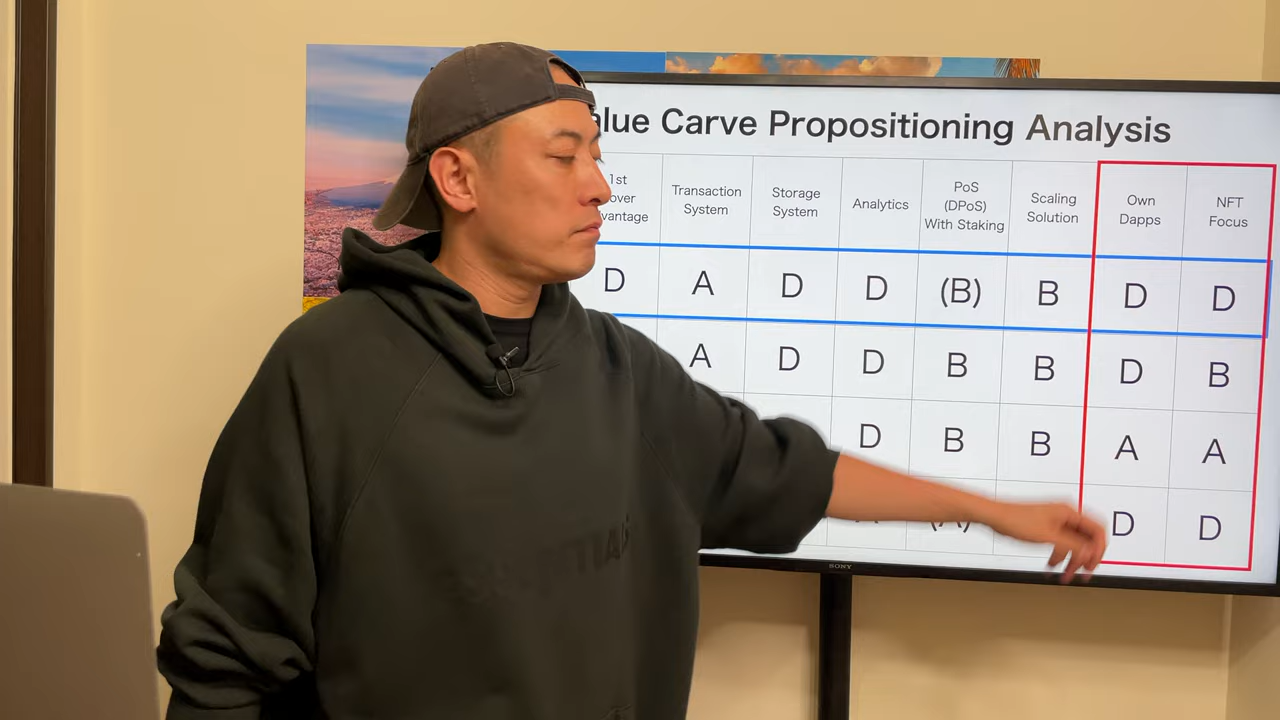 alue Carve Propositioning Analysis
1st
over
vantage
Transaction
System
Storage
System
Analytics
PoS
(DPoS)
With Staking
Scaling
Solution
Own
Dapps
NFT
Focus
D A D D (B) B D D
A D D B B D B
D B B A A
D D
SONY